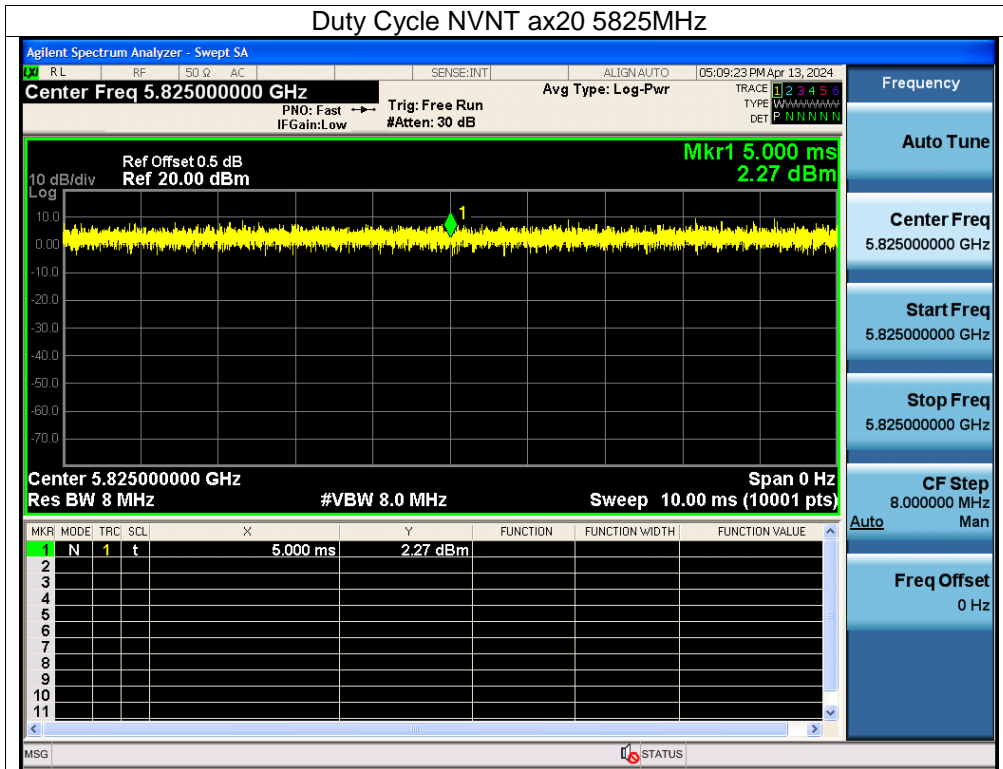 Duty Cycle NVNT ax20 5825MHz
Agilent Spectrum Analyzer - Swept SA
LXI RL RF 50 Ω AC SENSE:INT ALIGN AUTO 05:09:23 PM Apr 13, 2024
Center Freq 5.825000000 GHz
PNO: Fast
IFGain:Low
Trig: Free Run
#Atten: 30 dB
Avg Type: Log-Pwr
TRACE 1 2 3 4 5 6
TYPE WWWWWW
DET P N N N N N
Mkr1 5.000 ms
2.27 dBm
Ref Offset 0.5 dB
Ref 20.00 dBm
10 dB/div
Log
1
10.0
0.00
-10.0
-20.0
-30.0
-40.0
-50.0
-60.0
-70.0
Center 5.825000000 GHz Span 0 Hz
Res BW 8 MHz #VBW 8.0 MHz Sweep 10.00 ms (10001 pts)
MKR MODE TRC SCL X Y FUNCTION FUNCTION WIDTH FUNCTION VALUE
1 N 1 t 5.000 ms 2.27 dBm
2
3
4
5
6
7
8
9
10
11
MSG STATUS
Frequency
Auto Tune
Center Freq
5.825000000 GHz
Start Freq
5.825000000 GHz
Stop Freq
5.825000000 GHz
CF Step
8.000000 MHz
Auto Man
Freq Offset
0 Hz